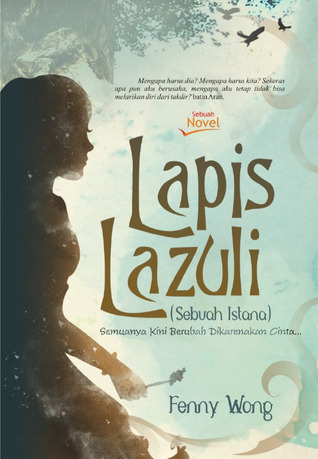 Mengapa harus dia? Mengapa harus kita? Sekeras
apa pun aku berusaha, mengapa aku tetap tidak bisa
melarikan diri dari takdir? batin Aran.
Sebuah
Novel
Lapis
Lazuli
(Sebuah Istana)
Semuanya Kini Berubah Dikarenakan Cinta...
Fenny Wong